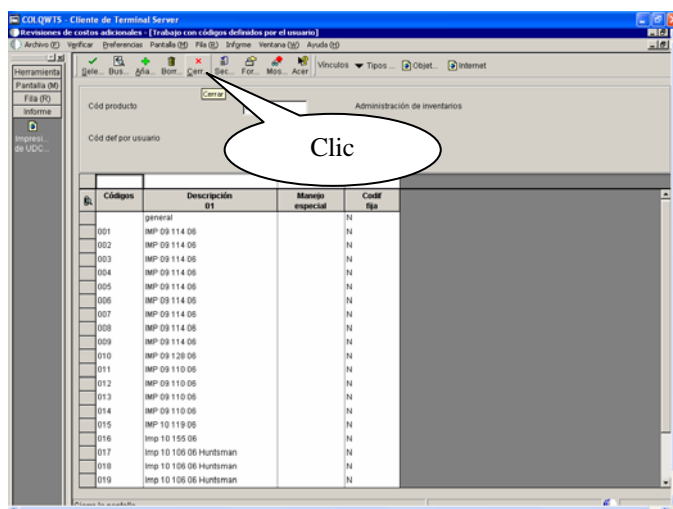 COLQWTS - Cliente de Terminal Server
Revisiones de costos adicionales - [Trabajo con códigos definidos por el usuario]
Archivo (F) Verificar Preferencias Pantalla (M) Fila (R) Informe Ventana (W) Ayuda (H)
Herramienta
Pantalla (M)
Fila (R)
Informe
Impresi...
de UDC...
Sele... Bus... Aña... Borr... Cerr... Sec... For... Mos... Acer Vínculos Tipos ... Objet... Internet
Cerrar
Cód producto
Administración de inventarios
Cód def por usuario
Clic
Códigos Descripción 01 Manejo especial Codif fija
general N
001 IMP 09 114 06 N
002 IMP 09 114 06 N
003 IMP 09 114 06 N
004 IMP 09 114 06 N
005 IMP 09 114 06 N
006 IMP 09 114 06 N
007 IMP 09 114 06 N
008 IMP 09 114 06 N
009 IMP 09 114 06 N
010 IMP 09 128 06 N
011 IMP 09 110 06 N
012 IMP 09 110 06 N
013 IMP 09 110 06 N
014 IMP 09 110 06 N
015 IMP 10 119 06 N
016 Imp 10 155 06 N
017 Imp 10 106 06 Huntsman N
018 Imp 10 106 06 Huntsman N
019 Imp 10 106 06 Huntsman N